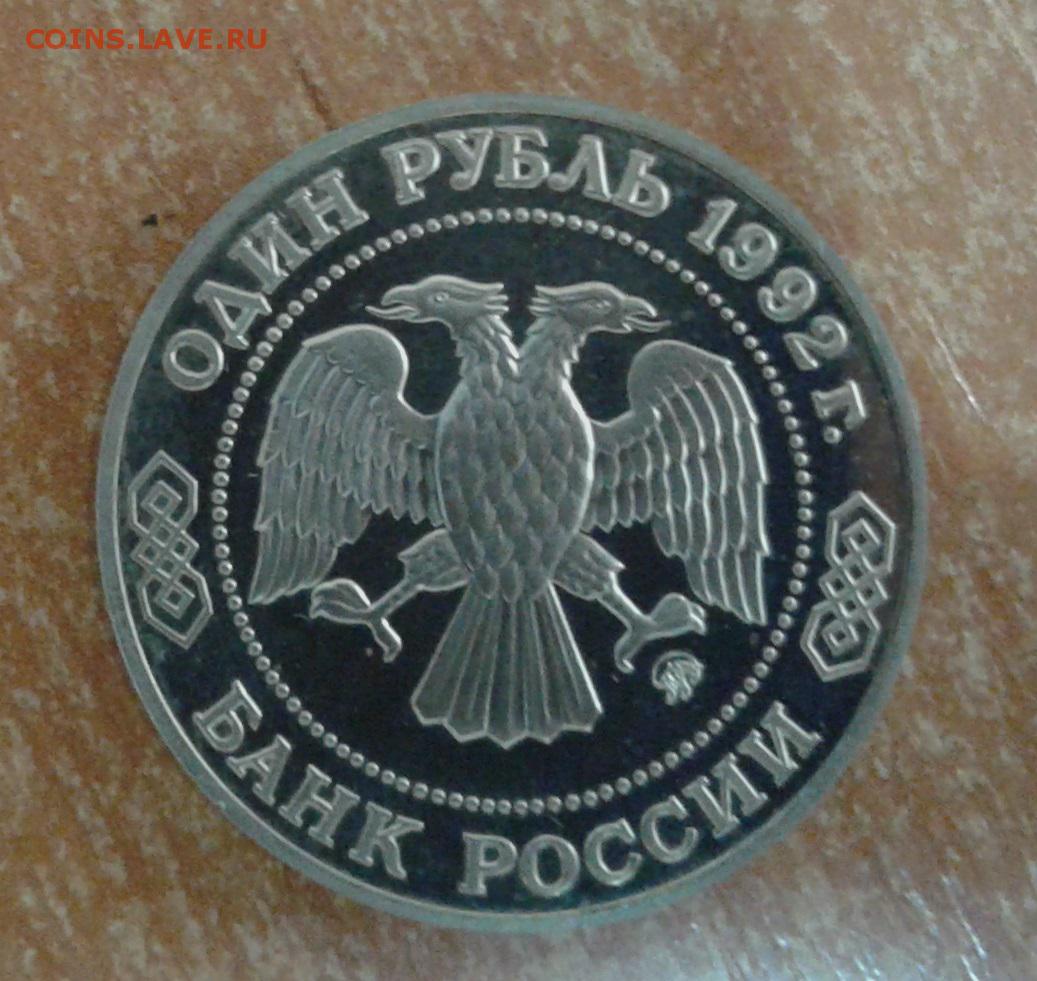 COINS.LAVE.RU
ОДИН РУБЛЬ 1992 г.
БАНК РОССИИ